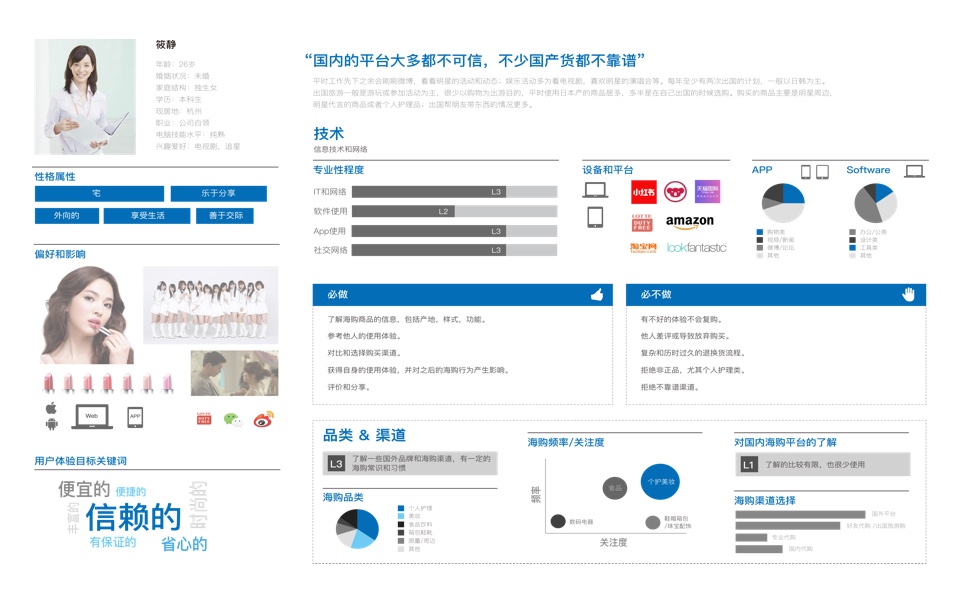 筱静
年龄：26岁
婚姻状况：未婚
家庭结构：独生女
学历：本科生
现居地：杭州
职业：公司白领
电脑技能水平：纯熟
兴趣爱好：电视剧、追星
性格属性
宅
乐于分享
外向的
享受生活
善于交际
偏好和影响
Web
APP
LOTTE
DUTY
FREE
用户体验目标关键词
便宜的
便捷的
丰富的
信赖的
时尚的
有保证的
省心的
“国内的平台大多都不可信，不少国产货都不靠谱”
平时工作先下之余会刷刷微博，看看明星的活动和动态；娱乐活动多为看电视剧，喜欢明星的演唱会等。每年至少有两次出国的计划，一般以日韩为主。
出国旅游一般是游玩或参加活动为主，很少以购物为出游目的，平时使用日本产的商品居多，多半是在自己出国的时候选购。购买的商品主要是明星周边，
明星代言的商品或者个人护理品；出国帮朋友带东西的情况更多。
技术
信息技术和网络
专业性程度
IT和网络
L3
软件使用
L2
App使用
L3
社交网络
L3
设备和平台
小红书
天猫国际
LOTTE
DUTY
FREE
amazon
淘宝网
Taobao.com
lookfantastic
APP
购物类
视频/新闻
微博/论坛
其他
Software
办公/公务
设计类
工具类
其他
必做
了解海购商品的信息，包括产地、样式、功能。
参考他人的使用体验。
对比和选择购买渠道。
获得自身的使用体验，并对之后的海购行为产生影响。
评价和分享。
必不做
有不好的体验不会复购。
他人差评或导致放弃购买。
复杂和历时过久的退换货流程。
拒绝非正品，尤其个人护理类。
拒绝不靠谱渠道。
品类 & 渠道
L3
了解一些国外品牌和海购渠道，有一定的
海购常识和习惯
海购品类
个人护理
美妆
食品饮料
箱包鞋靴
限量/周边
其他
海购频率/关注度
频率
食品
个护美妆
数码电器
鞋帽箱包
/珠宝配饰
关注度
对国内海购平台的了解
L1
了解的比较有限，也很少使用
海购渠道选择
国外平台
好友代购 /出国旅游购
专业代购
国内代购